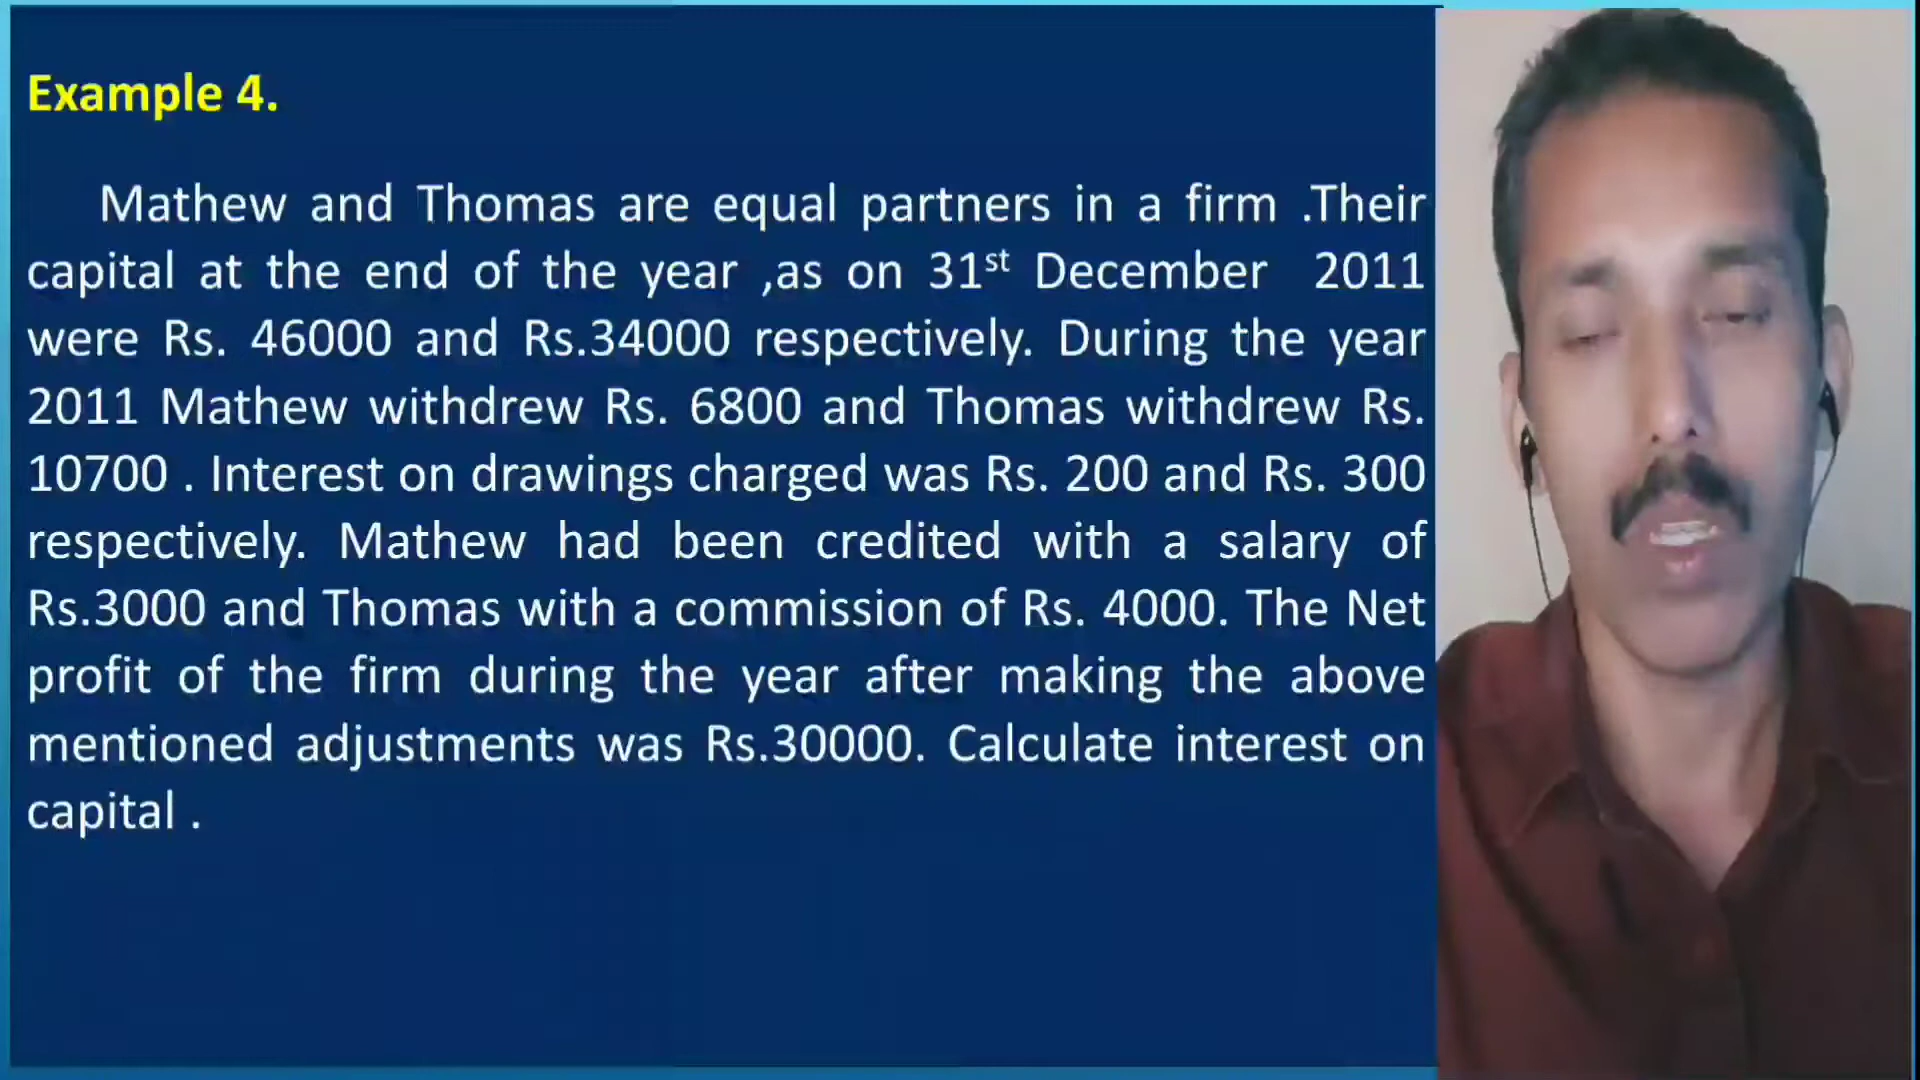 Example 4.
Mathew and Thomas are equal partners in a firm .Their
capital at the end of the year ,as on 31st December 2011
were Rs. 46000 and Rs.34000 respectively. During the year
2011 Mathew withdrew Rs. 6800 and Thomas withdrew Rs.
10700 . Interest on drawings charged was Rs. 200 and Rs. 300
respectively. Mathew had been credited with a salary of
Rs.3000 and Thomas with a commission of Rs. 4000. The Net
profit of the firm during the year after making the above
mentioned adjustments was Rs.30000. Calculate interest on
capital .